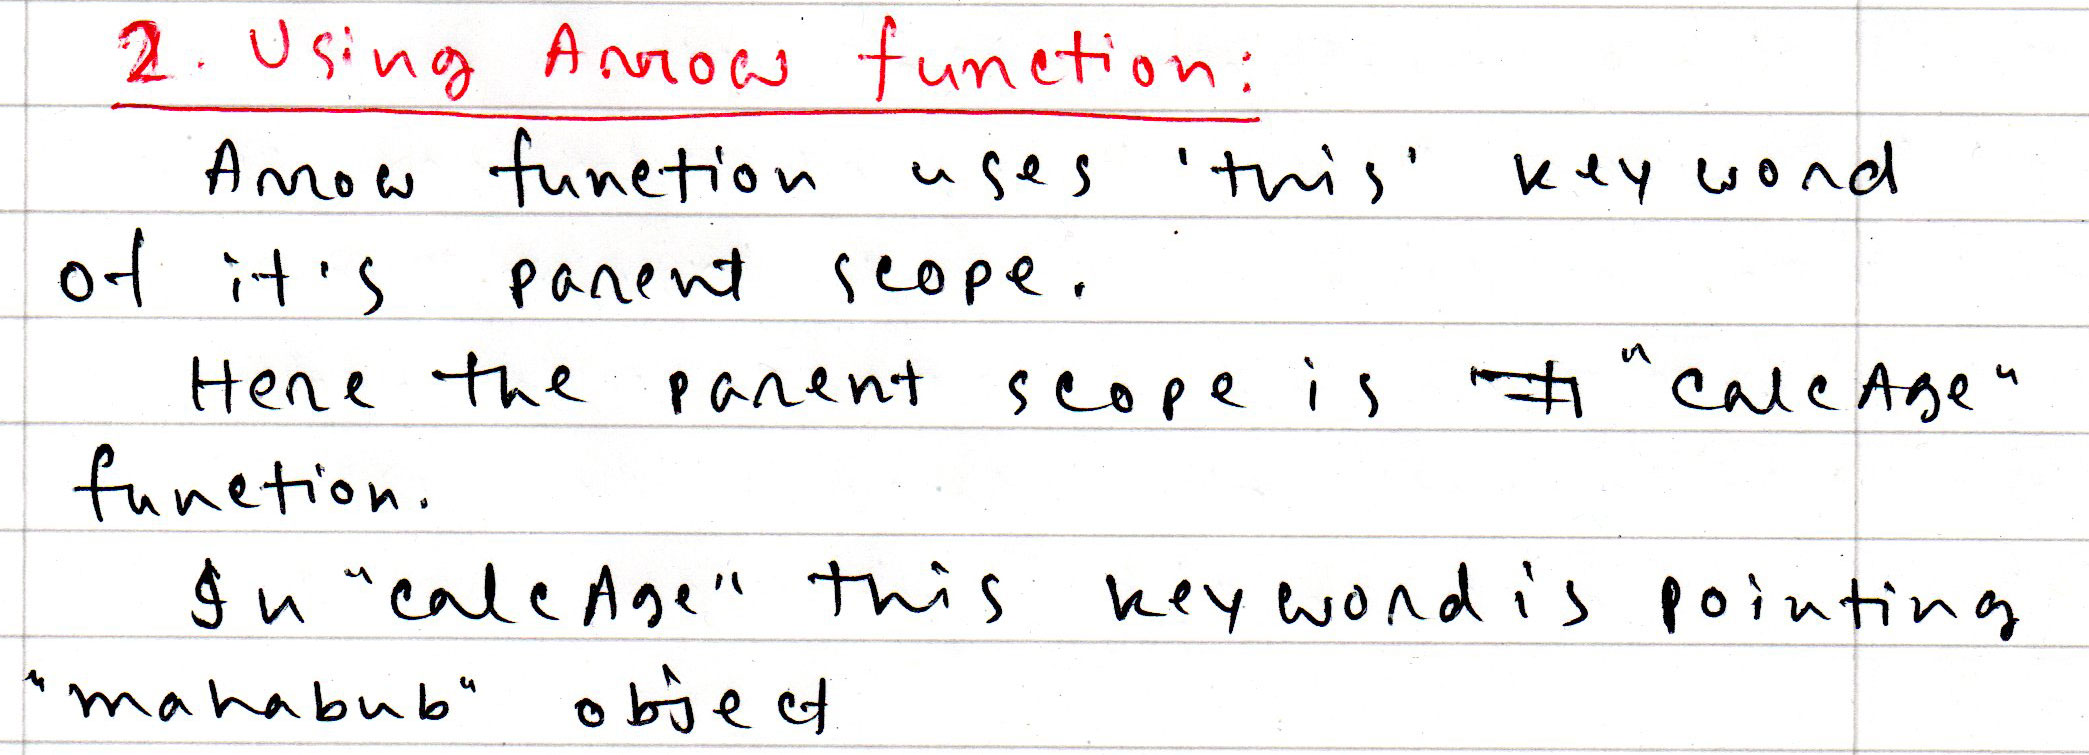 2. Using Arrow function:
Arrow function uses 'this' keyword
of it's parent scope.
Here the parent scope is "calcAge"
function.
In "calcAge" this keyword is pointing
"mahabub" object